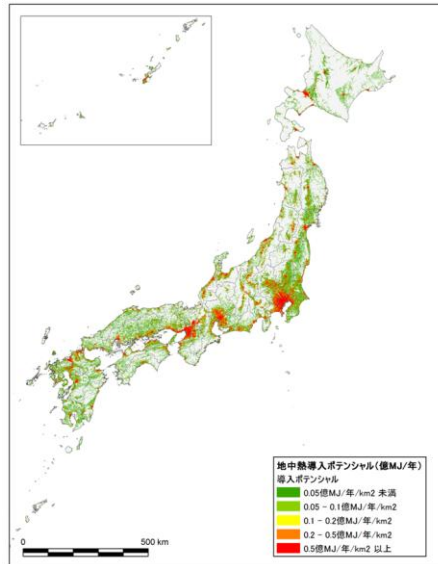 地中熱導入ポテンシャル(億MJ/年)
導入ポテンシャル
0.05億MJ/年/km2 未満
0.05 - 0.1億MJ/年/km2
0.1 - 0.2億MJ/年/km2
0.2 - 0.5億MJ/年/km2
0.5億MJ/年/km2 以上
0
500 km